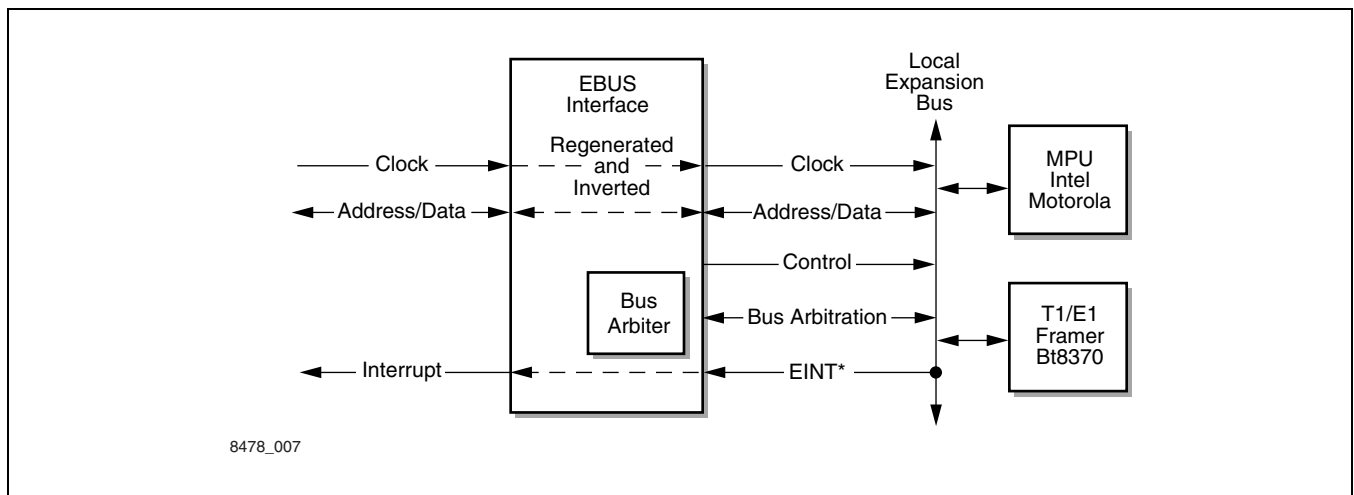 EBUS
Interface
Local
Expansion
Bus
Regenerated
and
Inverted
Clock
Clock
MPU
Intel
Motorola
Address/Data
Address/Data
Control
Bus
Arbiter
Bus Arbitration
T1/E1
Framer
Bt8370
Interrupt
EINT*
8478_007